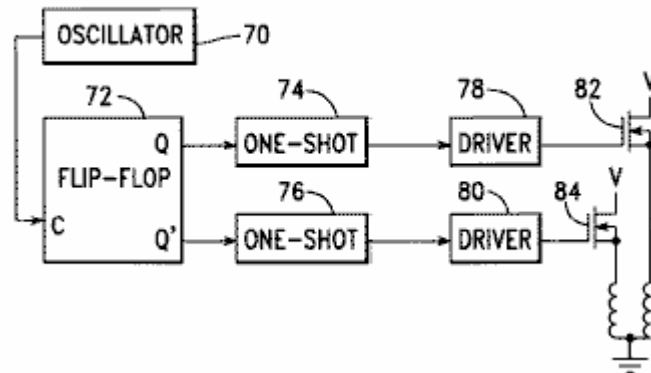 OSCILLATOR 70
72 74 78 82 V
Q ONE-SHOT DRIVER
FLIP-FLOP
76 80 84 V
C
Q' ONE-SHOT DRIVER